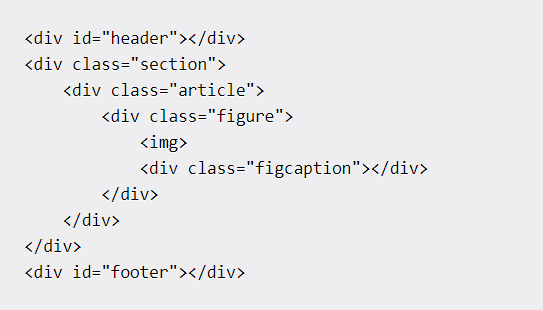 <div id="header"></div>
<div class="section">
    <div class="article">
        <div class="figure">
            <img>
            <div class="figcaption"></div>
        </div>
    </div>
</div>
<div id="footer"></div>